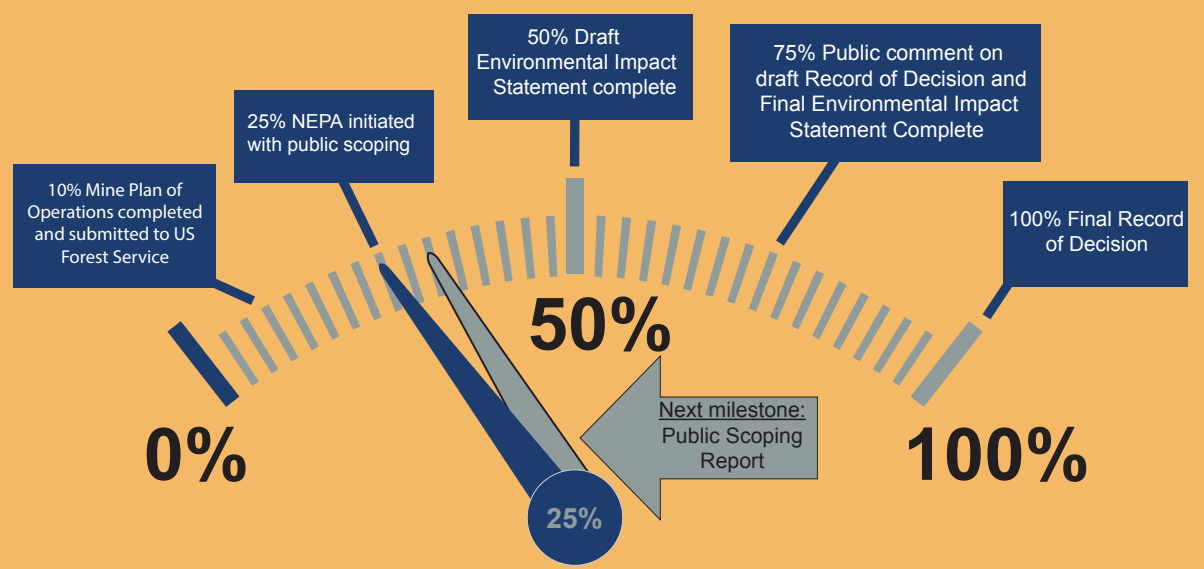 50% Draft
Environmental Impact
Statement complete
75% Public comment on
draft Record of Decision and
Final Environmental Impact
Statement Complete
25% NEPA initiated
with public scoping
10% Mine Plan of
Operations completed
and submitted to US
Forest Service
100% Final Record
of Decision
50%
0%
100%
Next milestone:
Public Scoping
Report
25%